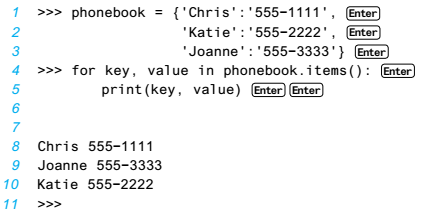 1 >>> phonebook = {'Chris':'555−1111', Enter
2 'Katie':'555−2222', Enter
3 'Joanne':'555−3333'} Enter
4 >>> for key, value in phonebook.items(): Enter
5 print(key, value) Enter Enter
6
7
8 Chris 555−1111
9 Joanne 555−3333
10 Katie 555−2222
11 >>>